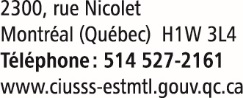 2300, rue Nicolet
Montréal (Québec)  H1W 3L4
Téléphone : 514 527-2161
www.ciusss-estmtl.gouv.qc.ca